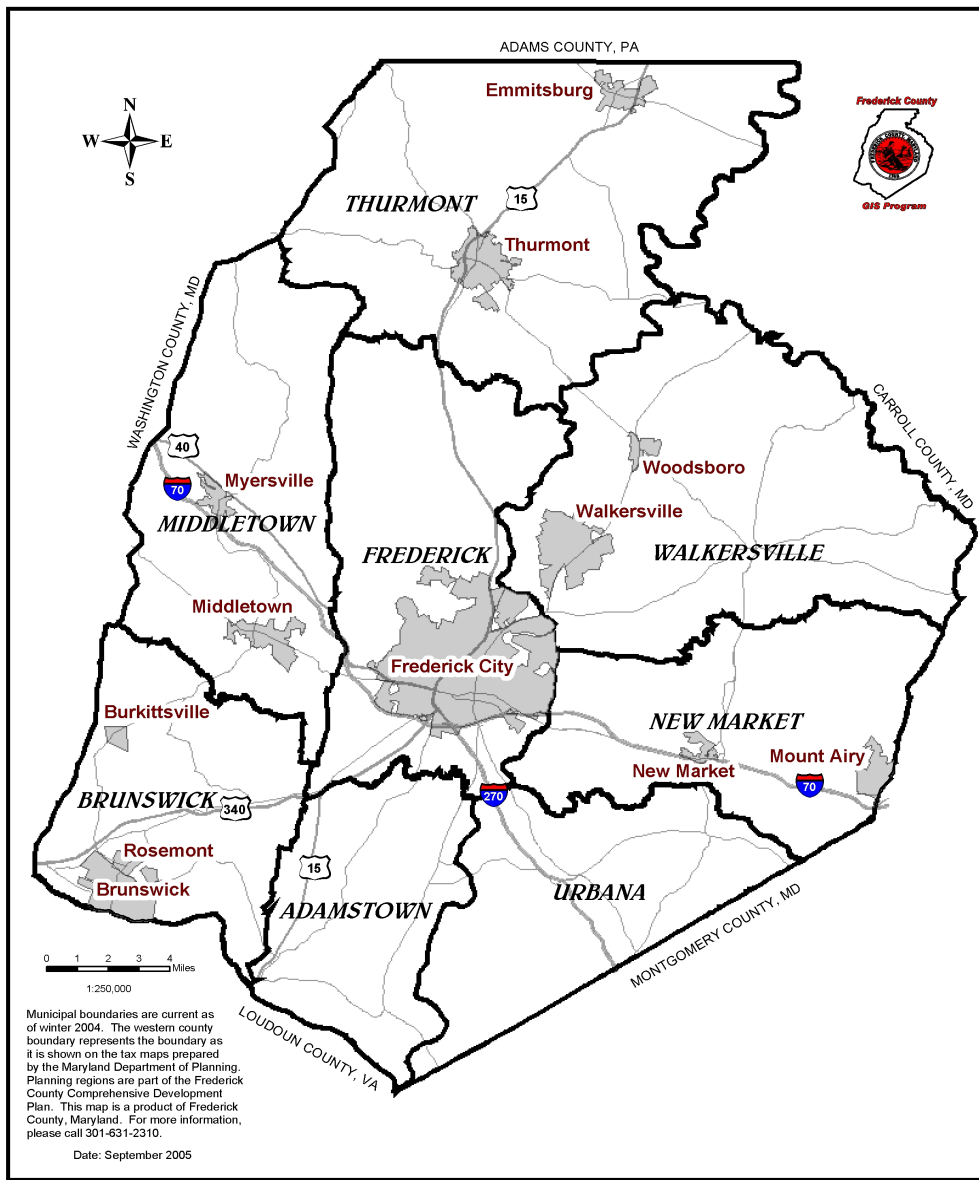 ADAMS COUNTY, PA
Emmitsburg
N
W E
S
Frederick County
FREDERICK COUNTY, MARYLAND
1748
GIS Program
THURMONT
15
Thurmont
WASHINGTON COUNTY, MD
CARROLL COUNTY, MD
40
70
Myersville
MIDDLETOWN
Woodsboro
Walkersville
FREDERICK
WALKERSVILLE
Middletown
Frederick City
Burkittsville
NEW MARKET
New Market
Mount Airy
70
BRUNSWICK
340
270
Rosemont
Brunswick
15
ADAMSTOWN
URBANA
MONTGOMERY COUNTY, MD
LOUDOUN COUNTY, VA
0 1 2 3 4
Miles
1:250,000
Municipal boundaries are current as
of winter 2004. The western county
boundary represents the boundary as
it is shown on the tax maps prepared
by the Maryland Department of Planning.
Planning regions are part of the Frederick
County Comprehensive Development
Plan. This map is a product of Frederick
County, Maryland. For more information,
please call 301-631-2310.
Date: September 2005